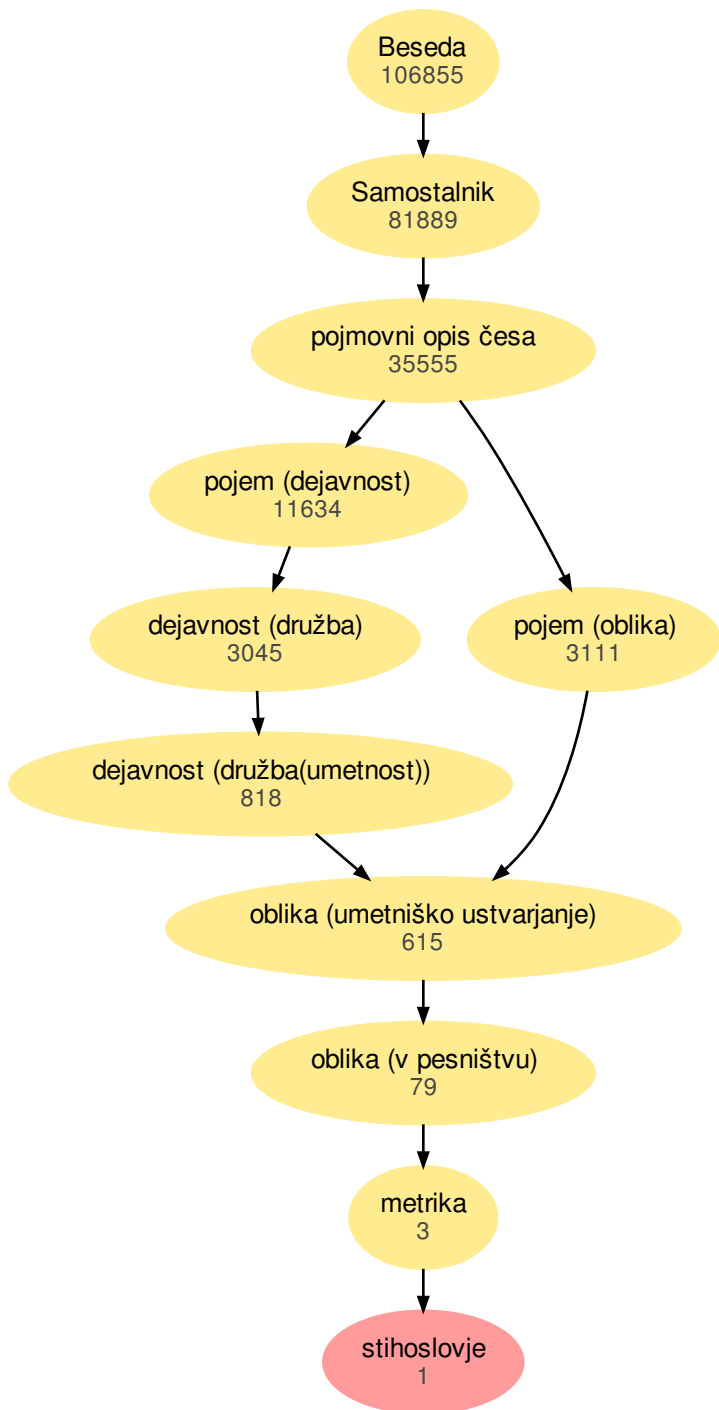 Beseda
106855
Samostalnik
81889
pojmovni opis česa
35555
pojem (dejavnost)
11634
dejavnost (družba)
3045
pojem (oblika)
3111
dejavnost (družba(umetnost))
818
oblika (umetniško ustvarjanje)
615
oblika (v pesništvu)
79
metrika
3
stihoslovje
1